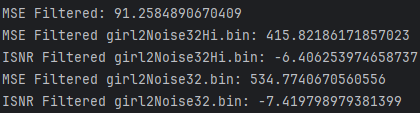 MSE Filtered: 91.2584890670409
MSE Filtered girl2Noise32Hi.bin: 415.82186171857023
ISNR Filtered girl2Noise32Hi.bin: -6.406253974658737
MSE Filtered girl2Noise32.bin: 534.7740670560556
ISNR Filtered girl2Noise32.bin: -7.419798979381399